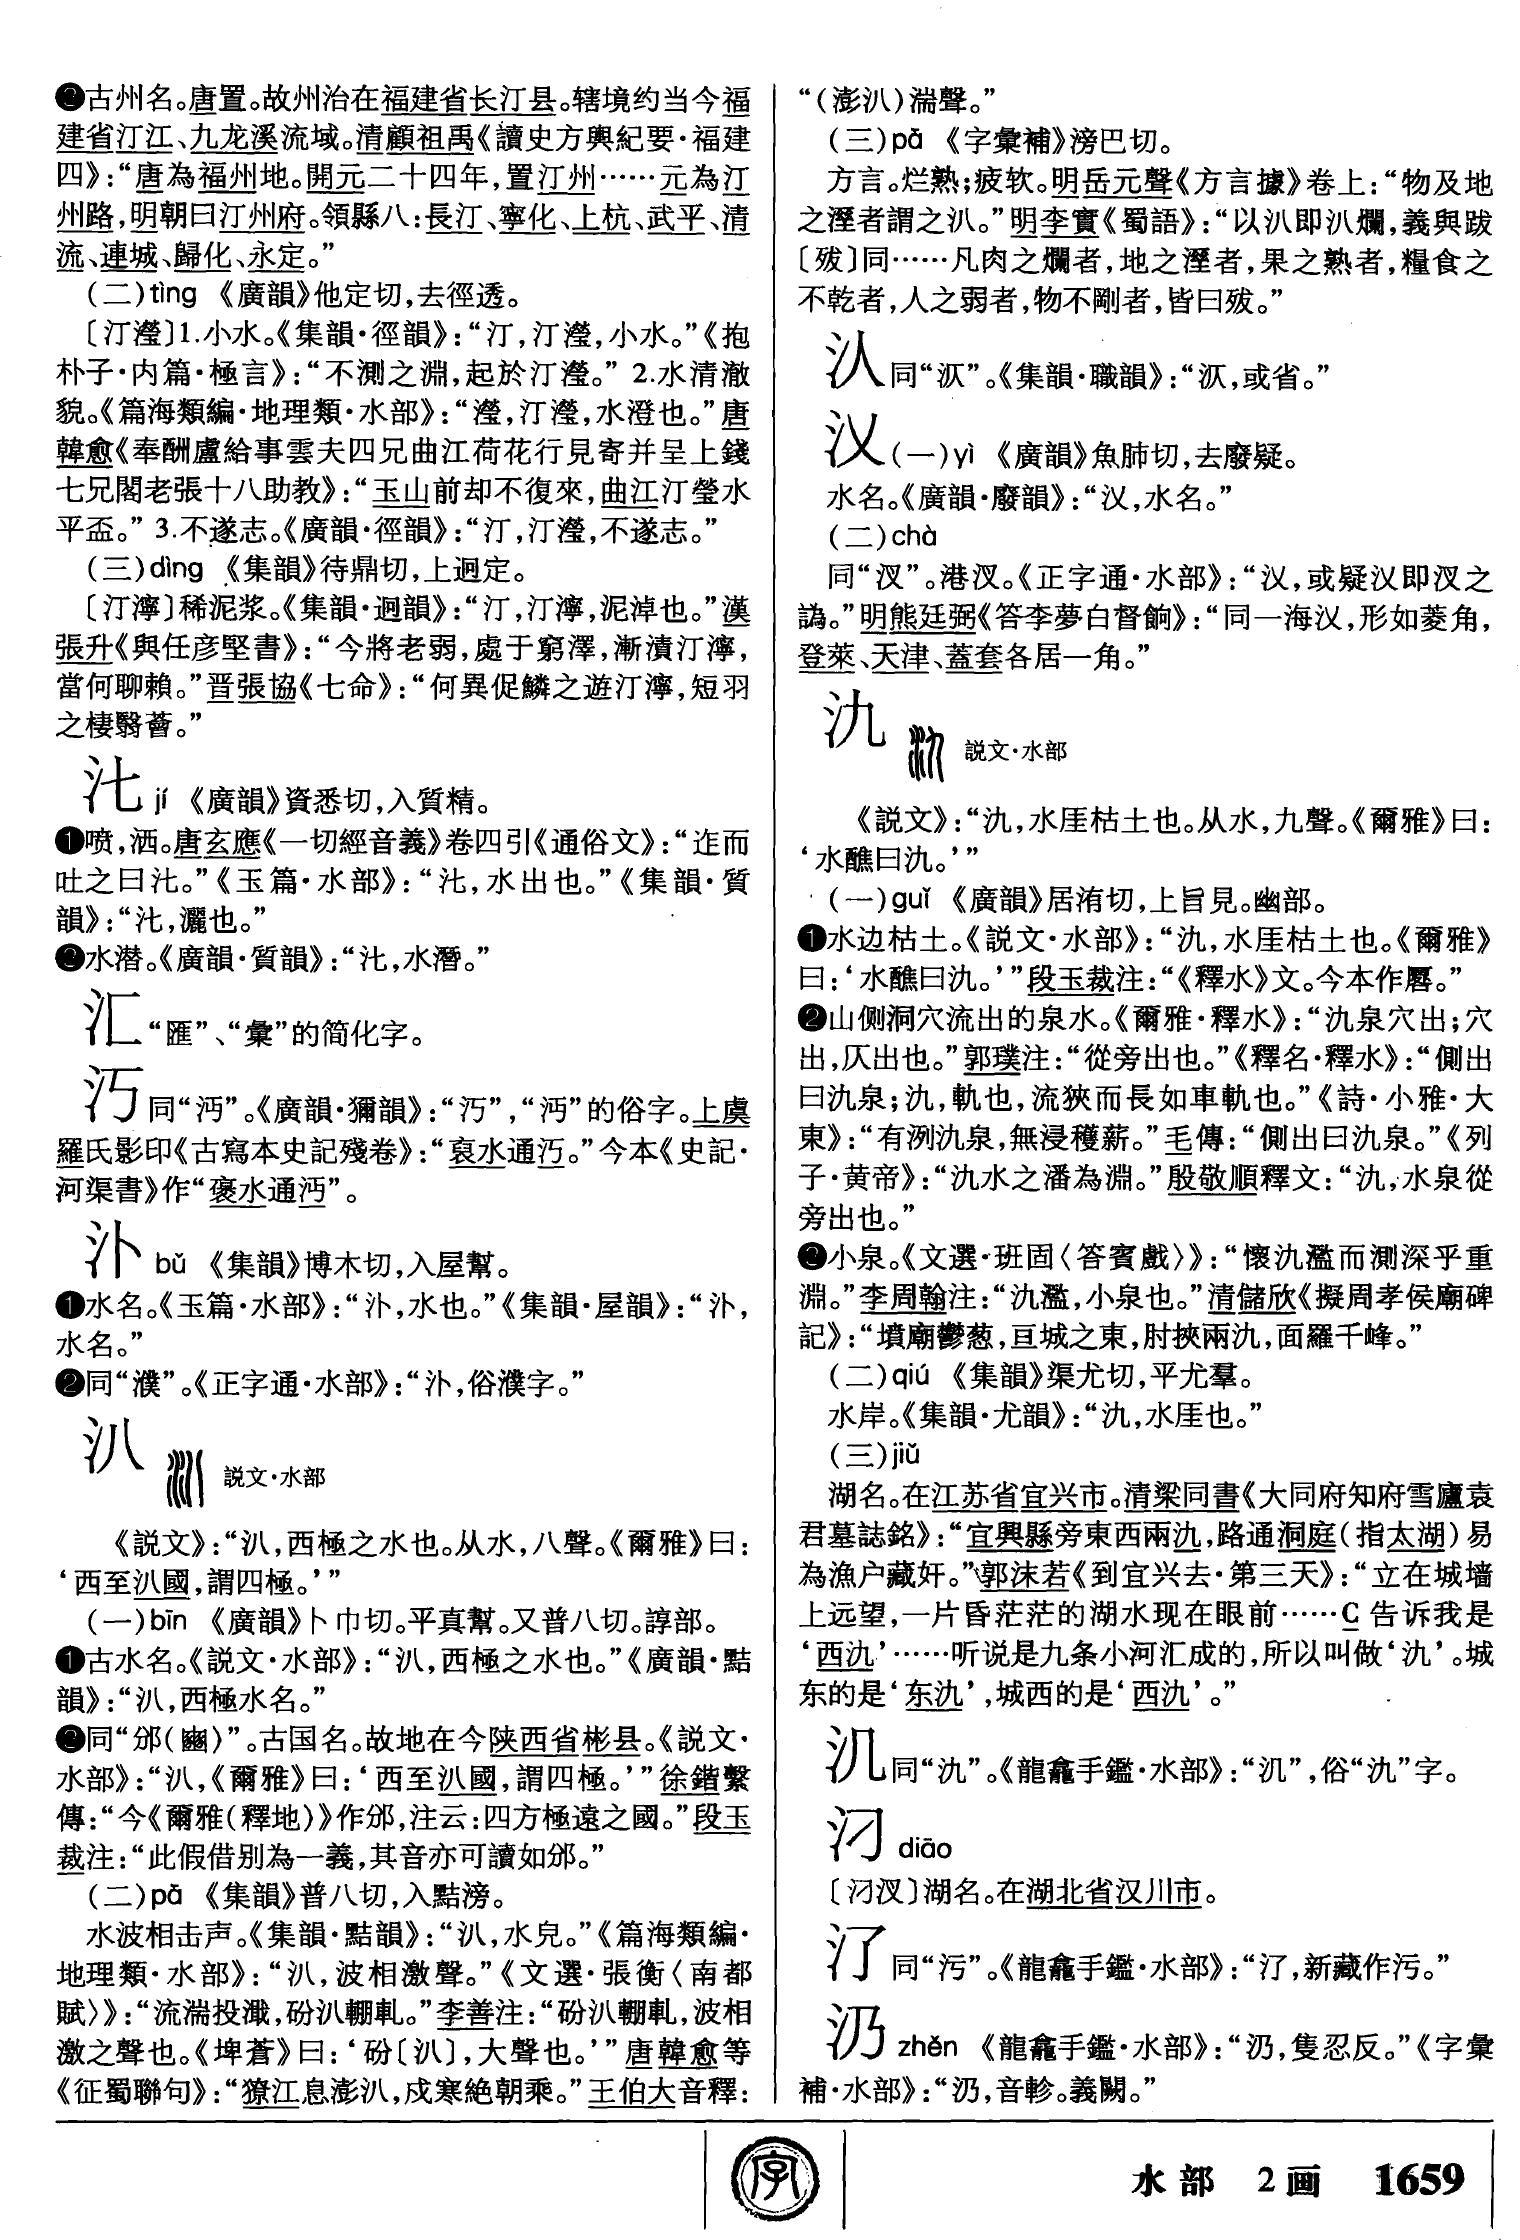 ❸古州名。唐置。故州治在福建省长汀县。辖境约当今福
建省汀江、九龙溪流域。清顧祖禹《讀史方輿紀要·福建
四》：“唐為福州地。開元二十四年，置汀州……元為汀
州路，明朝曰汀州府。領縣八：長汀、寧化、上杭、武平、清
流、連城、歸化、永定。”
（二）tìng 《廣韻》他定切，去徑透。
〔汀瀅〕1.小水。《集韻·徑韻》：“汀，汀瀅，小水。”《抱
朴子·内篇·極言》：“不測之淵，起於汀瀅。” 2.水清澈
貌。《篇海類編·地理類·水部》：“瀅，汀瀅，水澄也。”唐
韓愈《奉酬盧給事雲夫四兄曲江荷花行見寄并呈上錢
七兄閣老張十八助教》：“玉山前却不復來，曲江汀瑩水
平盃。” 3.不遂志。《廣韻·徑韻》：“汀，汀瀅，不遂志。”
（三）dìng 《集韻》待鼎切，上迥定。
〔汀濘〕稀泥浆。《集韻·迥韻》：“汀，汀濘，泥淖也。”漢
張升《與任彦堅書》：“今將老弱，處于窮澤，漸漬汀濘，
當何聊賴。”晋張協《七命》：“何異促鱗之遊汀濘，短羽
之棲翳薈。”
㲺 jí 《廣韻》資悉切，入質精。
❶喷，洒。唐玄應《一切經音義》卷四引《通俗文》：“迮而
吐之曰㲺。”《玉篇·水部》：“㲺，水出也。”《集韻·質
韻》：“㲺，灑也。”
❷水潜。《廣韻·質韻》：“㲺，水潛。”
汇 “匯”、“彙”的简化字。
汅 同“沔”。《廣韻·獮韻》：“汅”，“沔”的俗字。上虞
羅氏影印《古寫本史記殘卷》：“裒水通汅。”今本《史記·
河渠書》作“褒水通沔”。
汴 bǔ 《集韻》博木切，入屋幫。
❶水名。《玉篇·水部》：“，水也。”《集韻·屋韻》：“，
水名。”
❷同“濮”。《正字通·水部》：“，俗濮字。”
汃 説文·水部
《説文》：“汃，西極之水也。从水，八聲。《爾雅》曰：
‘西至汃國，謂四極。’”
（一）bīn 《廣韻》卜巾切。平真幫。又普八切。諄部。
❶古水名。《説文·水部》：“汃，西極之水也。”《廣韻·黠
韻》：“汃，西極水名。”
❷同“邠（豳）”。古国名。故地在今陕西省彬县。《説文·
水部》：“汃，《爾雅》曰：‘西至汃國，謂四極。’”徐鍇繫
傳：“今《爾雅（釋地）》作邠，注云：四方極遠之國。”段玉
裁注：“此假借别為一義，其音亦可讀如邠。”
（二）pà 《集韻》普八切，入黠滂。
水波相击声。《集韻·黠韻》：“汃，水皃。”《篇海類編·
地理類·水部》：“汃，波相激聲。”《文選·張衡〈南都
賦〉》：“流湍投濈，砏汃輣軋。”李善注：“砏汃輣軋，波相
激之聲也。《埤蒼》曰：‘砏〔汃〕，大聲也。’”唐韓愈等
《征蜀聯句》：“獠江息澎汃，戍寒絶朝乘。”王伯大音釋：
“（澎汃）湍聲。”
（三）pā 《字彙補》滂巴切。
方言。烂熟；疲软。明岳元聲《方言據》卷上：“物及地
之溼者謂之汃。”明李實《蜀語》：“以汃即汃爛，義與跋
〔㱝〕同……凡肉之爛者，地之溼者，果之熟者，糧食之
不乾者，人之弱者，物不剛者，皆曰㱝。”
㲸 同“㲽”。《集韻·職韻》：“㲽，或省。”
汊 （一）yì 《廣韻》魚肺切，去廢疑。
水名。《廣韻·廢韻》：“㲼，水名。”
（二）chà
同“汊”。港汊。《正字通·水部》：“㲼，或疑㲼即汊之
譌。”明熊廷弼《答李夢白督餉》：“同一海㲼，形如菱角，
登萊、天津、蓋套各居一角。”
氿 説文·水部
《説文》：“氿，水厓枯土也。从水，九聲。《爾雅》曰：
‘水醮曰氿。’”
（一）guǐ 《廣韻》居洧切，上旨見。幽部。
❶水边枯土。《説文·水部》：“氿，水厓枯土也。《爾雅》
曰：‘水醮曰氿。’”段玉裁注：“《釋水》文。今本作厬。”
❷山侧洞穴流出的泉水。《爾雅·釋水》：“氿泉穴出；穴
出，仄出也。”郭璞注：“從旁出也。”《釋名·釋水》：“側出
曰氿泉；氿，軌也，流狹而長如車軌也。”《詩·小雅·大
東》：“有洌氿泉，無浸穫薪。”毛傳：“側出曰氿泉。”《列
子·黄帝》：“氿水之潘為淵。”殷敬順釋文：“氿，水泉從
旁出也。”
❸小泉。《文選·班固〈答賓戲〉》：“懷氿濫而測深乎重
淵。”李周翰注：“氿濫，小泉也。”清儲欣《擬周孝侯廟碑
記》：“墳廟鬱葱，亘城之東，肘挾兩氿，面羅千峰。”
（二）qiú 《集韻》渠尤切，平尤羣。
水岸。《集韻·尤韻》：“氿，水厓也。”
（三）jiǔ
湖名。在江苏省宜兴市。清梁同書《大同府知府雪廬袁
君墓誌銘》：“宜興縣旁東西兩氿，路通洞庭（指太湖）易
為漁户藏奸。”郭沫若《到宜兴去·第三天》：“立在城墙
上远望，一片昏茫茫的湖水现在眼前……C告诉我是
‘西氿’……听说是九条小河汇成的，所以叫做‘氿’。城
东的是‘东氿’，城西的是‘西氿’。”
汎 同“氿”。《龍龕手鑑·水部》：“”，俗“氿”字。
汈 diāo
〔汈汊〕湖名。在湖北省汉川市。
汿 同“污”。《龍龕手鑑·水部》：“，新藏作污。”
zhěn 《龍龕手鑑·水部》：“，隻忍反。”《字彙
補·水部》：“，音軫。義闕。”
水部 2画 1659